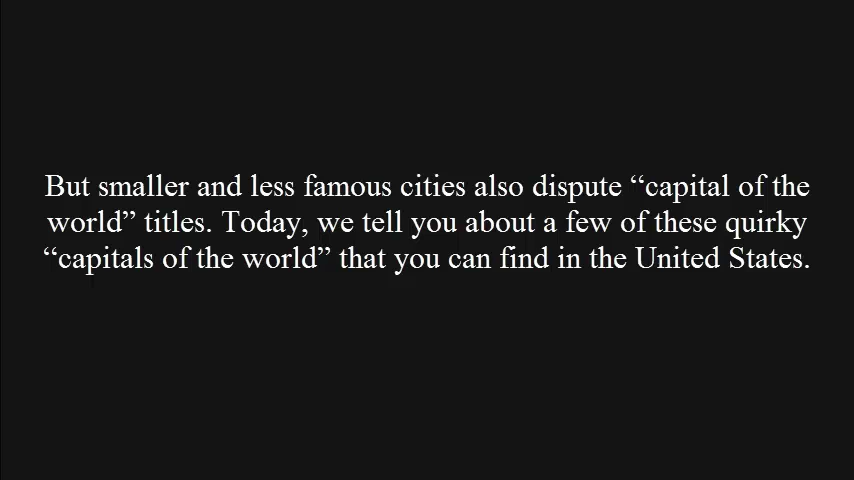 But smaller and less famous cities also dispute “capital of the
world” titles. Today, we tell you about a few of these quirky
“capitals of the world” that you can find in the United States.